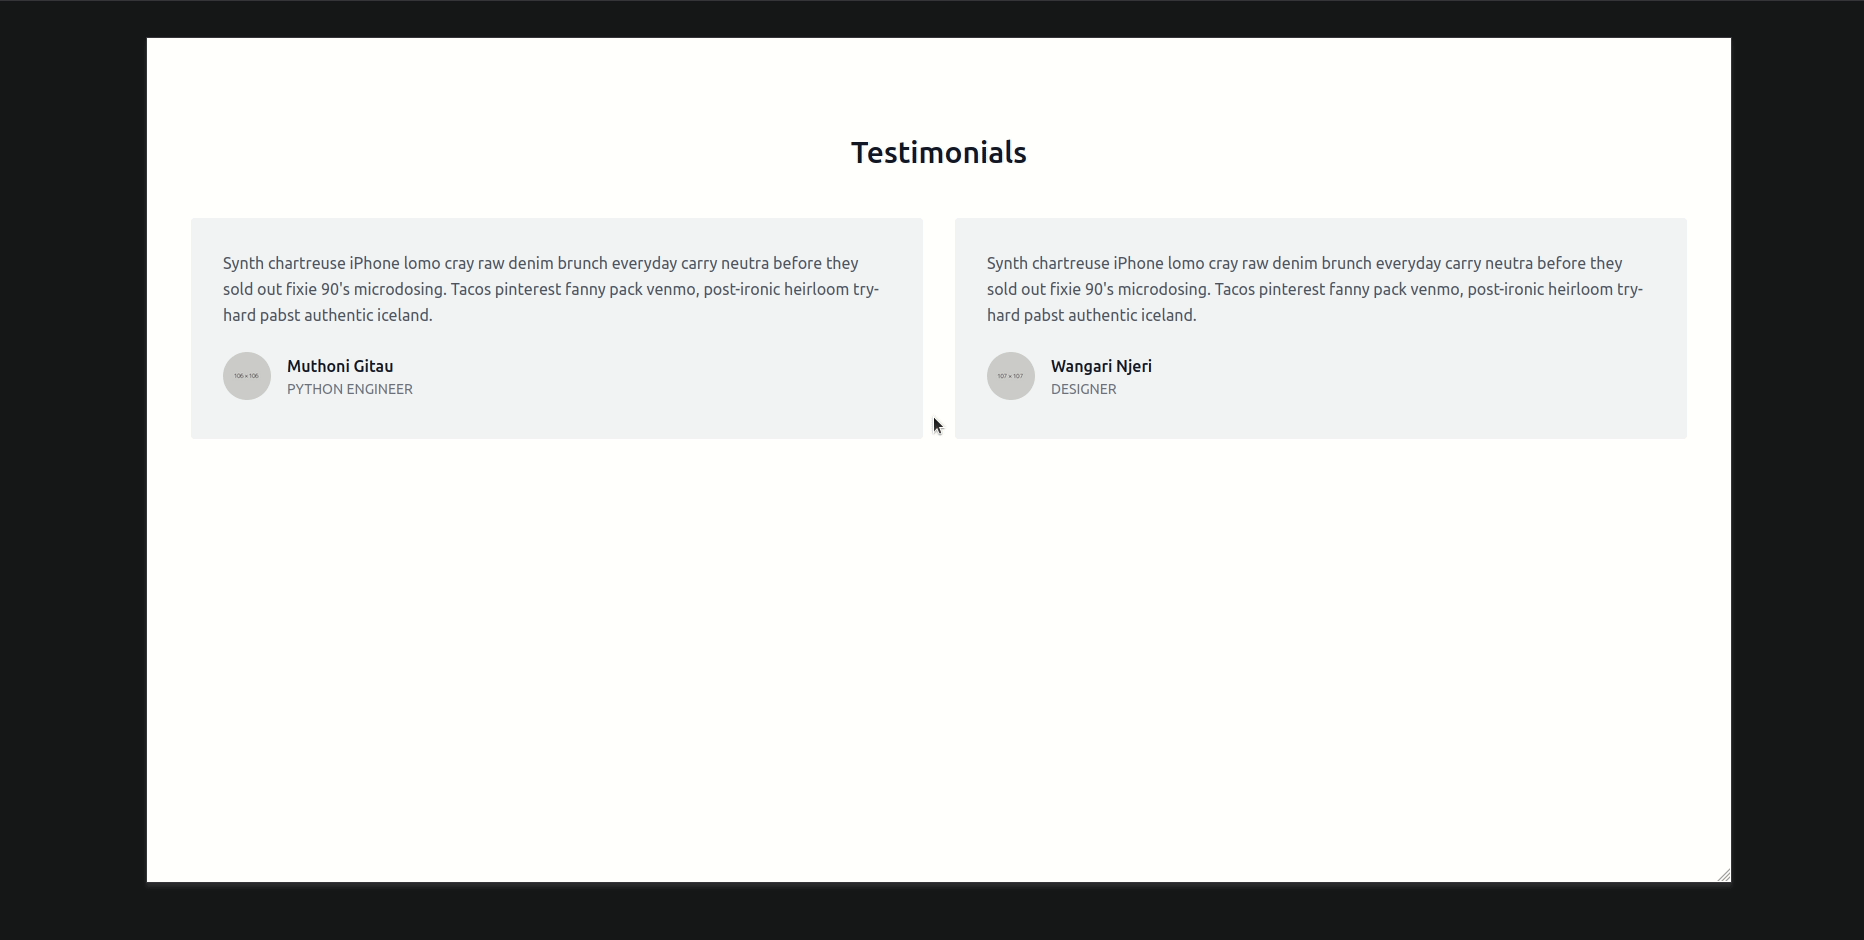 Testimonials
Synth chartreuse iPhone lomo cray raw denim brunch everyday carry neutra before they
sold out fixie 90's microdosing. Tacos pinterest fanny pack venmo, post-ironic heirloom try-
hard pabst authentic iceland.
106 × 106
Muthoni Gitau
PYTHON ENGINEER
Synth chartreuse iPhone lomo cray raw denim brunch everyday carry neutra before they
sold out fixie 90's microdosing. Tacos pinterest fanny pack venmo, post-ironic heirloom try-
hard pabst authentic iceland.
107 × 107
Wangari Njeri
DESIGNER